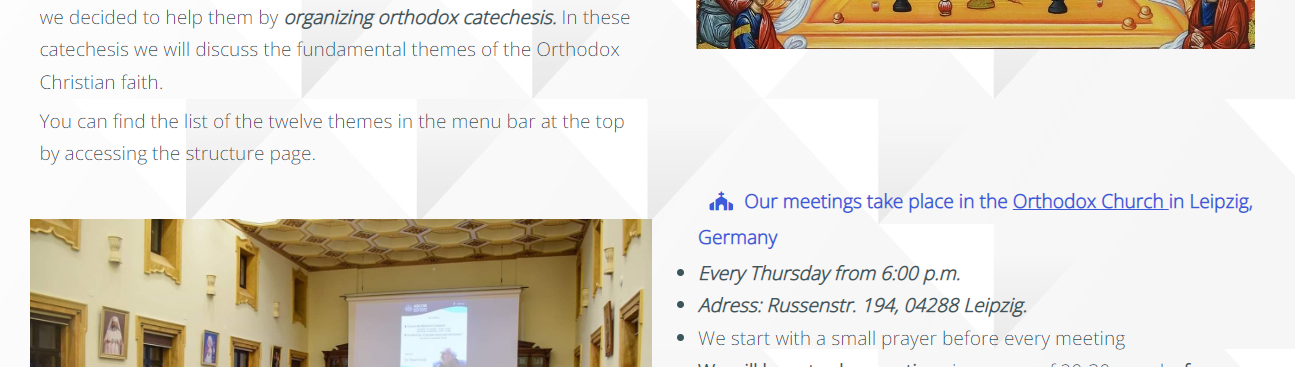 we decided to help them by organizing orthodox catechesis. In these
catechesis we will discuss the fundamental themes of the Orthodox
Christian faith.
You can find the list of the twelve themes in the menu bar at the top
by accessing the structure page.
Our meetings take place in the Orthodox Church in Leipzig,
Germany
Every Thursday from 6:00 p.m.
Adress: Russenstr. 194, 04288 Leipzig.
We start with a small prayer before every meeting